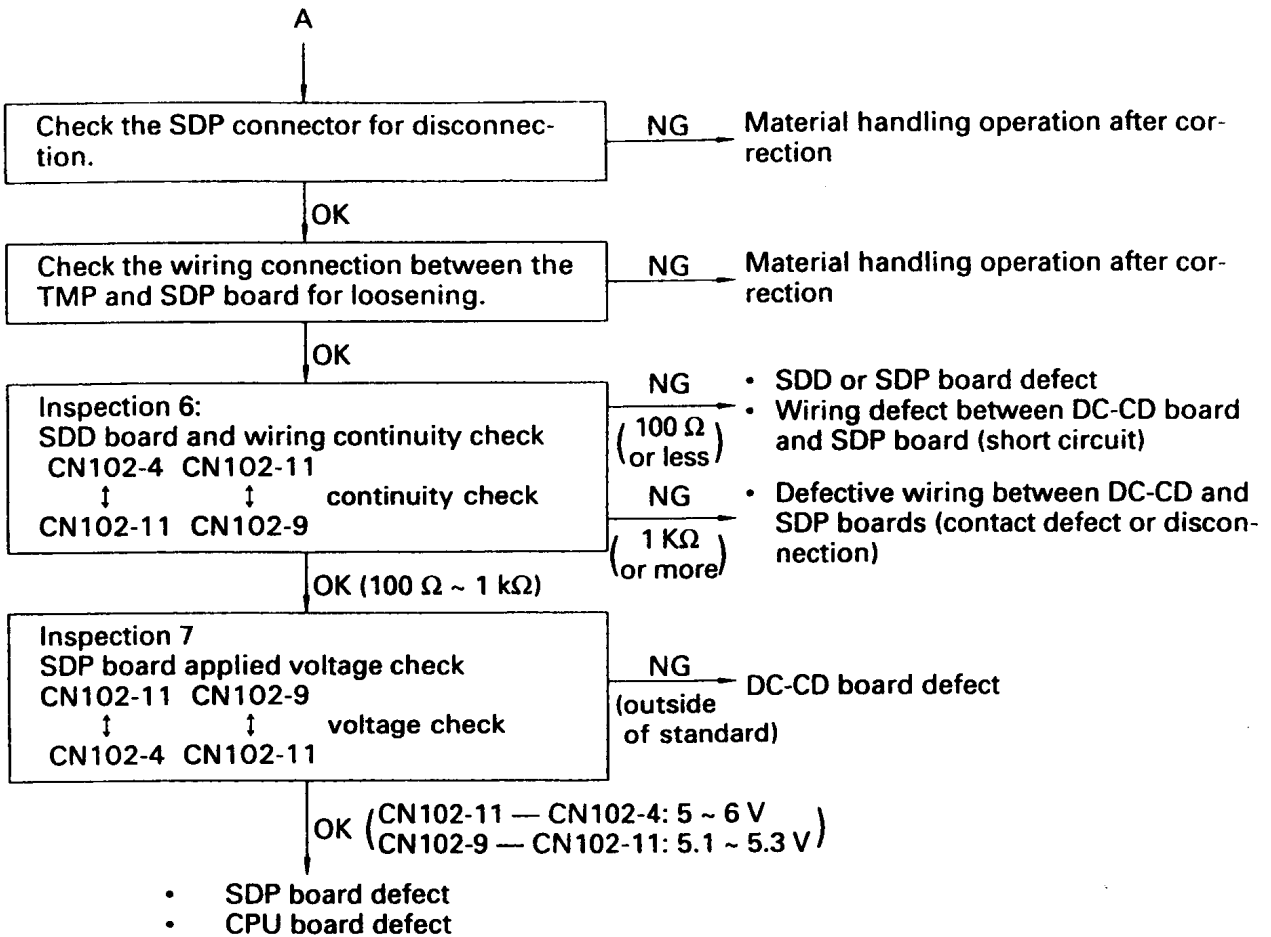 A
Check the SDP connector for disconnec-
tion.
NG
Material handling operation after cor-
rection
OK
Check the wiring connection between the
TMP and SDP board for loosening.
NG
Material handling operation after cor-
rection
OK
Inspection 6:
SDD board and wiring continuity check
CN102-4 CN102-11
↕ ↕ continuity check
CN102-11 CN102-9
NG
(100 Ω
or less)
• SDD or SDP board defect
• Wiring defect between DC-CD board
and SDP board (short circuit)
NG
(1 KΩ
or more)
• Defective wiring between DC-CD and
SDP boards (contact defect or discon-
nection)
OK (100 Ω ~ 1 kΩ)
Inspection 7
SDP board applied voltage check
CN102-11 CN102-9
↕ ↕ voltage check
CN102-4 CN102-11
NG
(outside
of standard)
DC-CD board defect
OK (CN102-11 — CN102-4: 5 ~ 6 V
CN102-9 — CN102-11: 5.1 ~ 5.3 V)
• SDP board defect
• CPU board defect